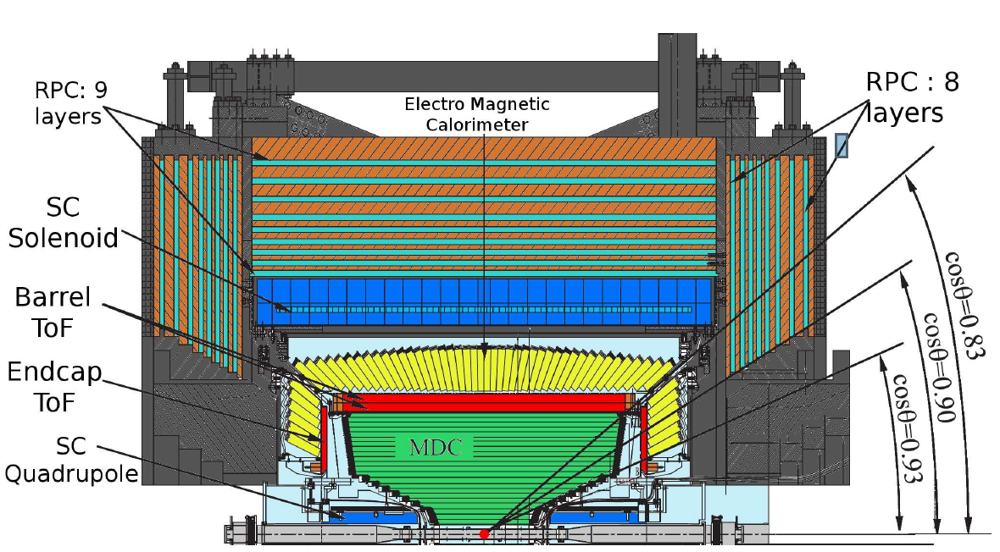 RPC: 9
layers
Electro Magnetic
Calorimeter
RPC : 8
layers
SC
Solenoid
Barrel
ToF
Endcap
ToF
SC
Quadrupole
MDC
cosθ=0.83
cosθ=0.90
cosθ=0.93